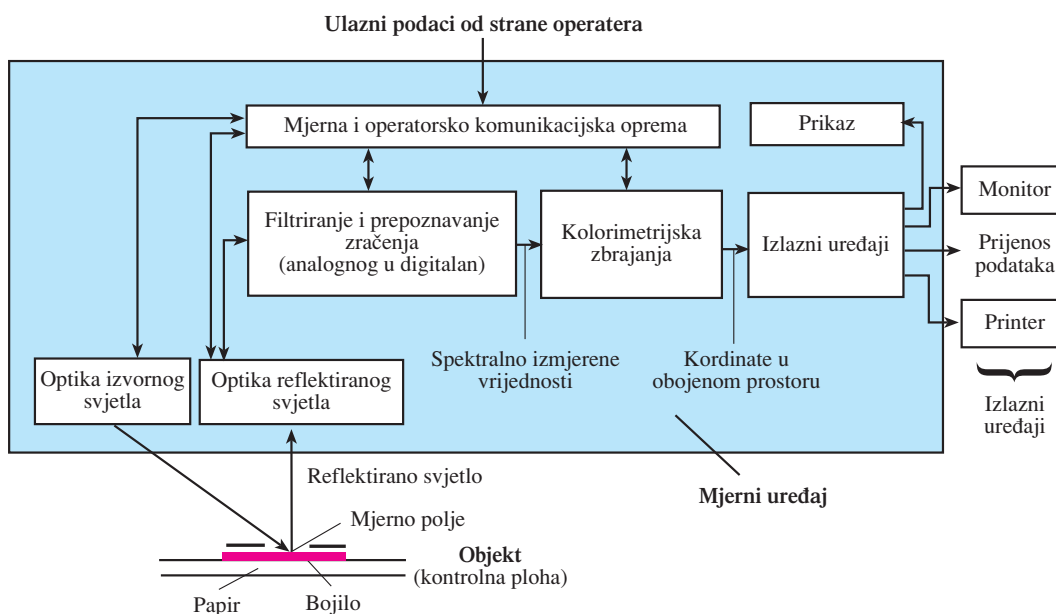 Ulazni podaci od strane operatera
Mjerna i operatorsko komunikacijska oprema
Prikaz
Filtriranje i prepoznavanje
zračenja
(analognog u digitalan)
Kolorimetrijska
zbrajanja
Izlazni uređaji
Monitor
Prijenos
podataka
Printer
Spektralno izmjerene
vrijednosti
Kordinate u
obojenom prostoru
Optika izvornog
svjetla
Optika reflektiranog
svjetla
Izlazni
uređaji
Reflektirano svjetlo
Mjerni uređaj
Mjerno polje
Objekt
(kontrolna ploha)
Papir
Bojilo